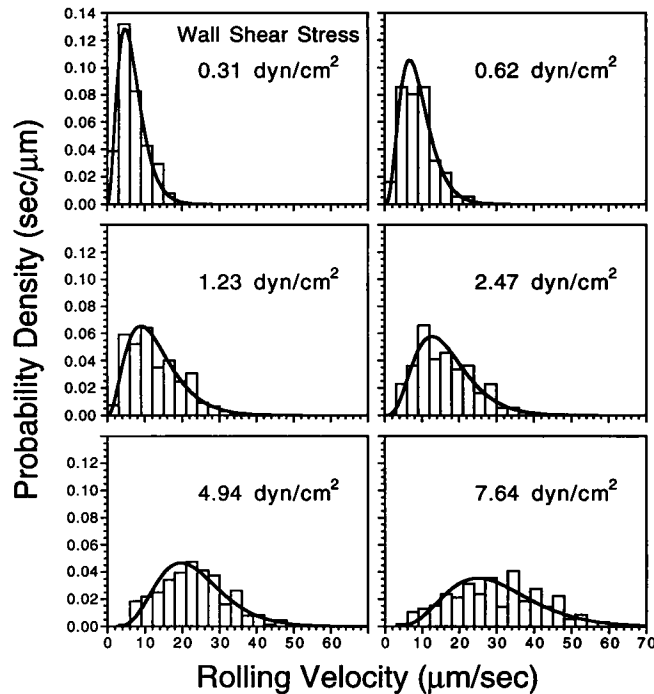 Probability Density (sec/μm)
0.14
0.12
0.10
0.08
0.06
0.04
0.02
0.00
Wall Shear Stress
0.31 dyn/cm²
0.62 dyn/cm²
0.14
0.12
0.10
0.08
0.06
0.04
0.02
0.00
1.23 dyn/cm²
2.47 dyn/cm²
0.14
0.12
0.10
0.08
0.06
0.04
0.02
0.00
4.94 dyn/cm²
7.64 dyn/cm²
0 10 20 30 40 50 60 0 10 20 30 40 50 60 70
Rolling Velocity (μm/sec)